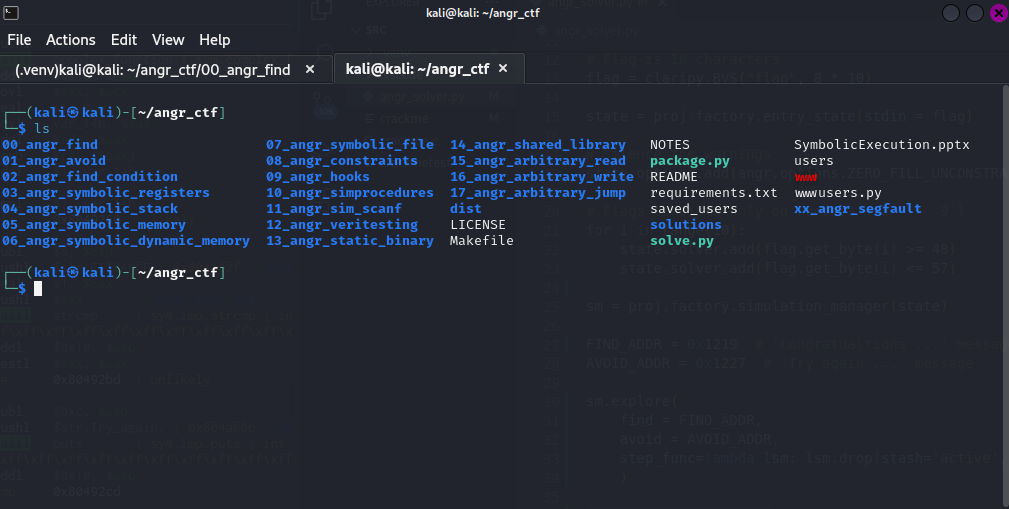 kali@kali: ~/angr_ctf
File Actions Edit View Help
(.venv)kali@kali: ~/angr_ctf/00_angr_find × kali@kali: ~/angr_ctf ×
┌──(kali㉿kali)-[~/angr_ctf]
└─$ ls
00_angr_find 07_angr_symbolic_file 14_angr_shared_library NOTES SymbolicExecution.pptx
01_angr_avoid 08_angr_constraints 15_angr_arbitrary_read package.py users
02_angr_find_condition 09_angr_hooks 16_angr_arbitrary_write README www
03_angr_symbolic_registers 10_angr_simprocedures 17_angr_arbitrary_jump requirements.txt wwwusers.py
04_angr_symbolic_stack 11_angr_sim_scanf dist saved_users xx_angr_segfault
05_angr_symbolic_memory 12_angr_veritesting LICENSE solutions
06_angr_symbolic_dynamic_memory 13_angr_static_binary Makefile solve.py
┌──(kali㉿kali)-[~/angr_ctf]
└─$